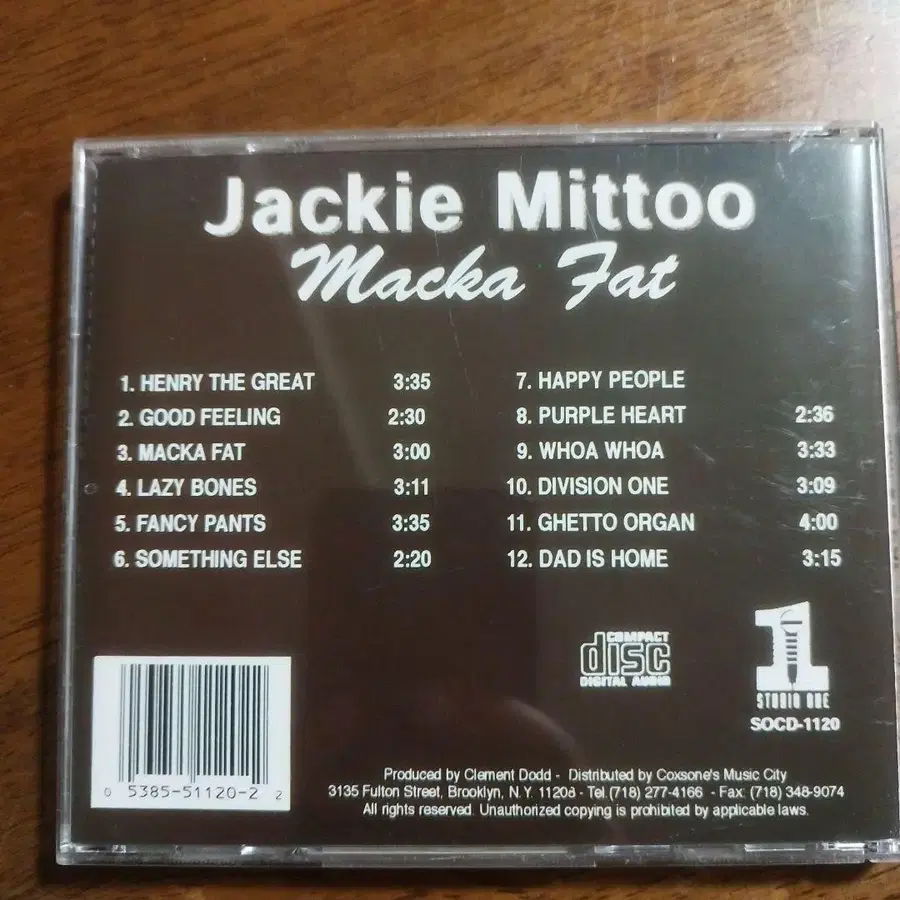 Jackie Mittoo
Macka Fat
1. HENRY THE GREAT 3:35
2. GOOD FEELING 2:30
3. MACKA FAT 3:00
4. LAZY BONES 3:11
5. FANCY PANTS 3:35
6. SOMETHING ELSE 2:20
7. HAPPY PEOPLE
8. PURPLE HEART 2:36
9. WHOA WHOA 3:33
10. DIVISION ONE 3:09
11. GHETTO ORGAN 4:00
12. DAD IS HOME 3:15
COMPACT
disc
DIGITAL AUDIO
1
STUDIO ONE
SOCD-1120
0 5385-51120-2 2
Produced by Clement Dodd - Distributed by Coxsone's Music City
3135 Fulton Street, Brooklyn, N.Y. 11208 - Tel.(718) 277-4166 - Fax: (718) 348-9074
All rights reserved. Unauthorized copying is prohibited by applicable laws.